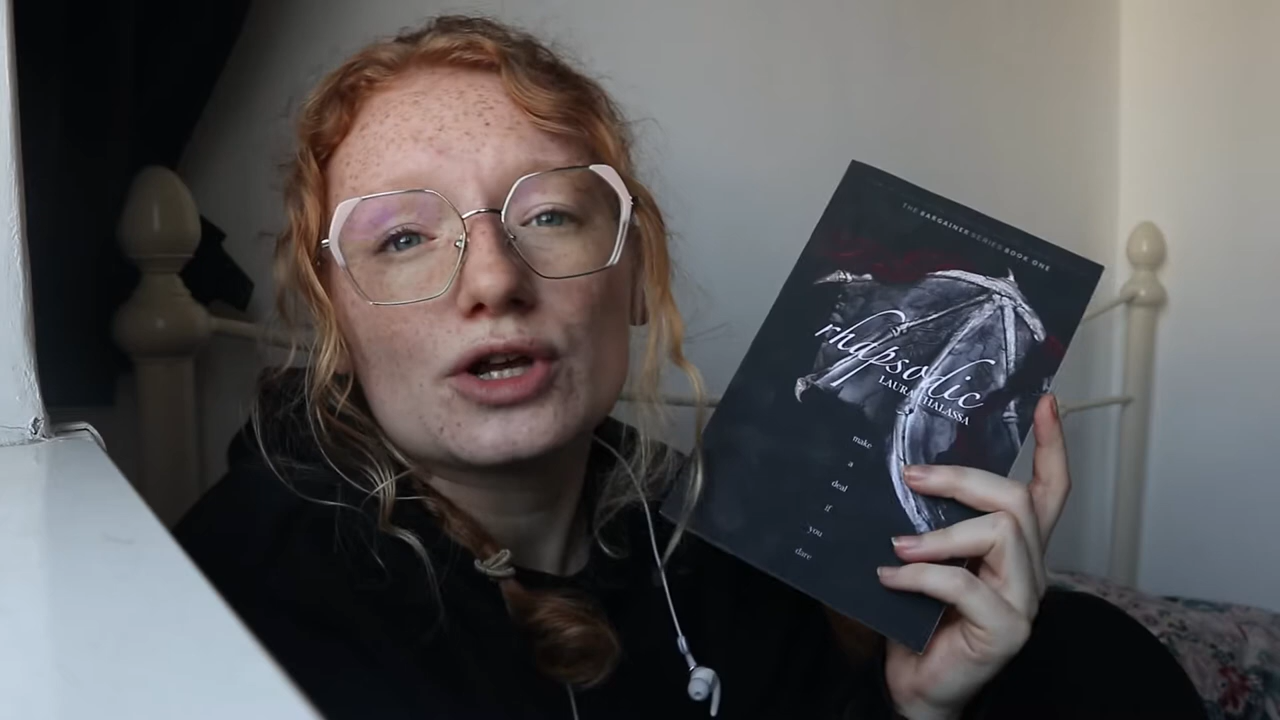 THE BARGAINER SERIES BOOK ONE
rhapsodic
LAURA THALASSA
make
a
deal
if
you
dare